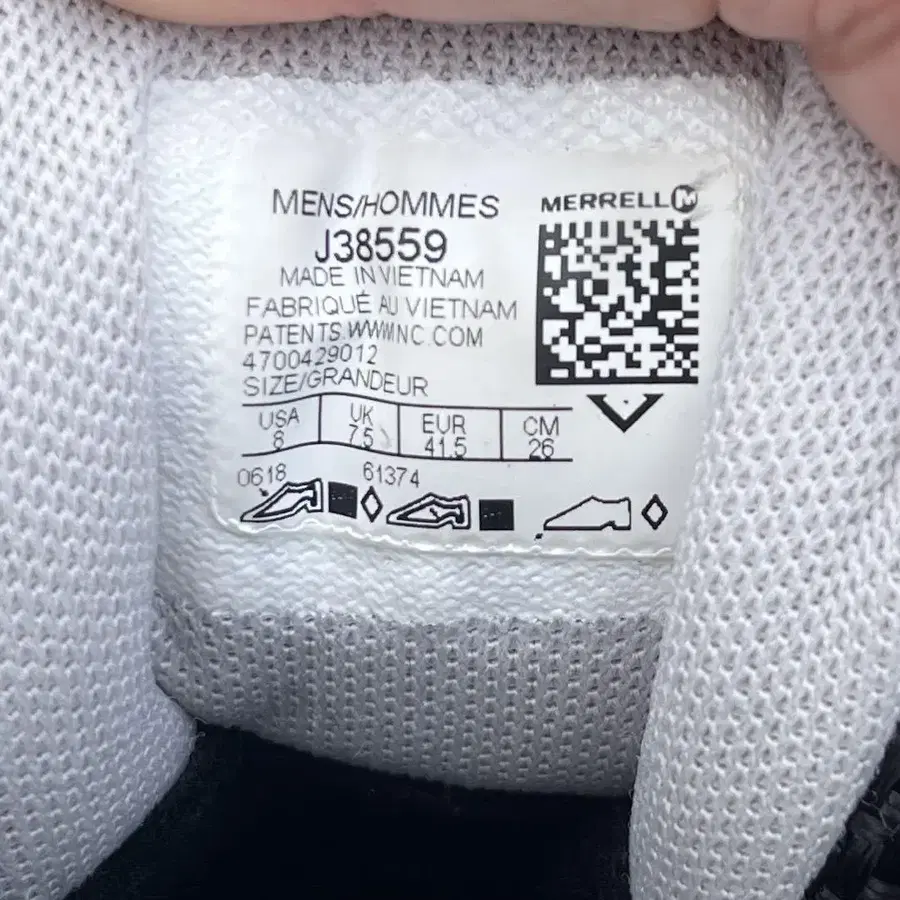 MENS/HOMMES
J38559
MADE IN VIETNAM
FABRIQUÉ AU VIETNAM
PATENTS.WWWNC.COM
4700429012
SIZE/GRANDEUR
USA UK EUR CM
8 7.5 41.5 26
0618 61374
MERRELL